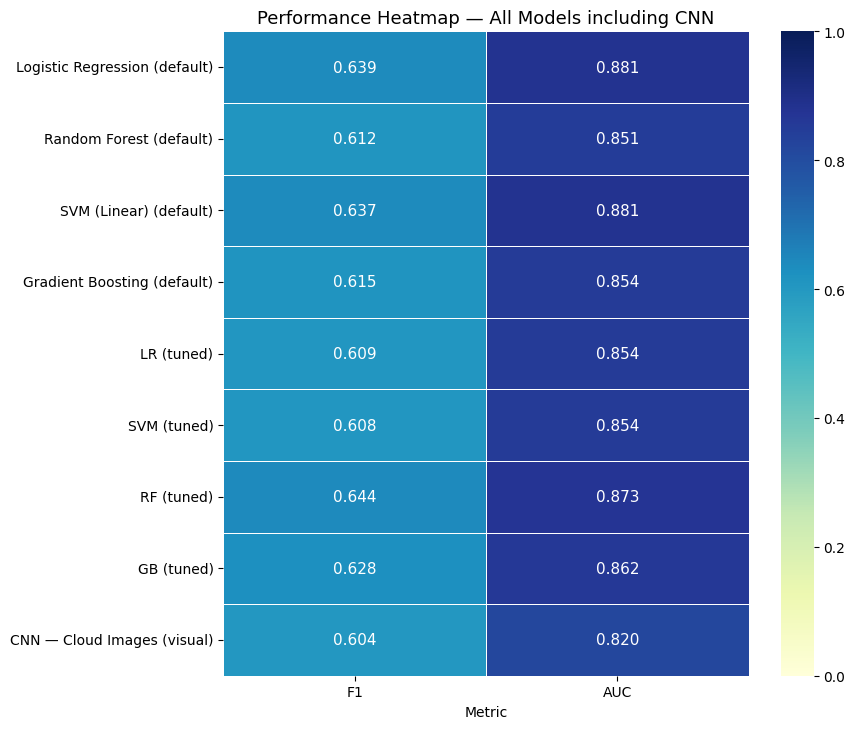 Performance Heatmap — All Models including CNN
Logistic Regression (default) 0.639 0.881
Random Forest (default) 0.612 0.851
SVM (Linear) (default) 0.637 0.881
Gradient Boosting (default) 0.615 0.854
LR (tuned) 0.609 0.854
SVM (tuned) 0.608 0.854
RF (tuned) 0.644 0.873
GB (tuned) 0.628 0.862
CNN — Cloud Images (visual) 0.604 0.820
F1 AUC
Metric
1.0
0.8
0.6
0.4
0.2
0.0